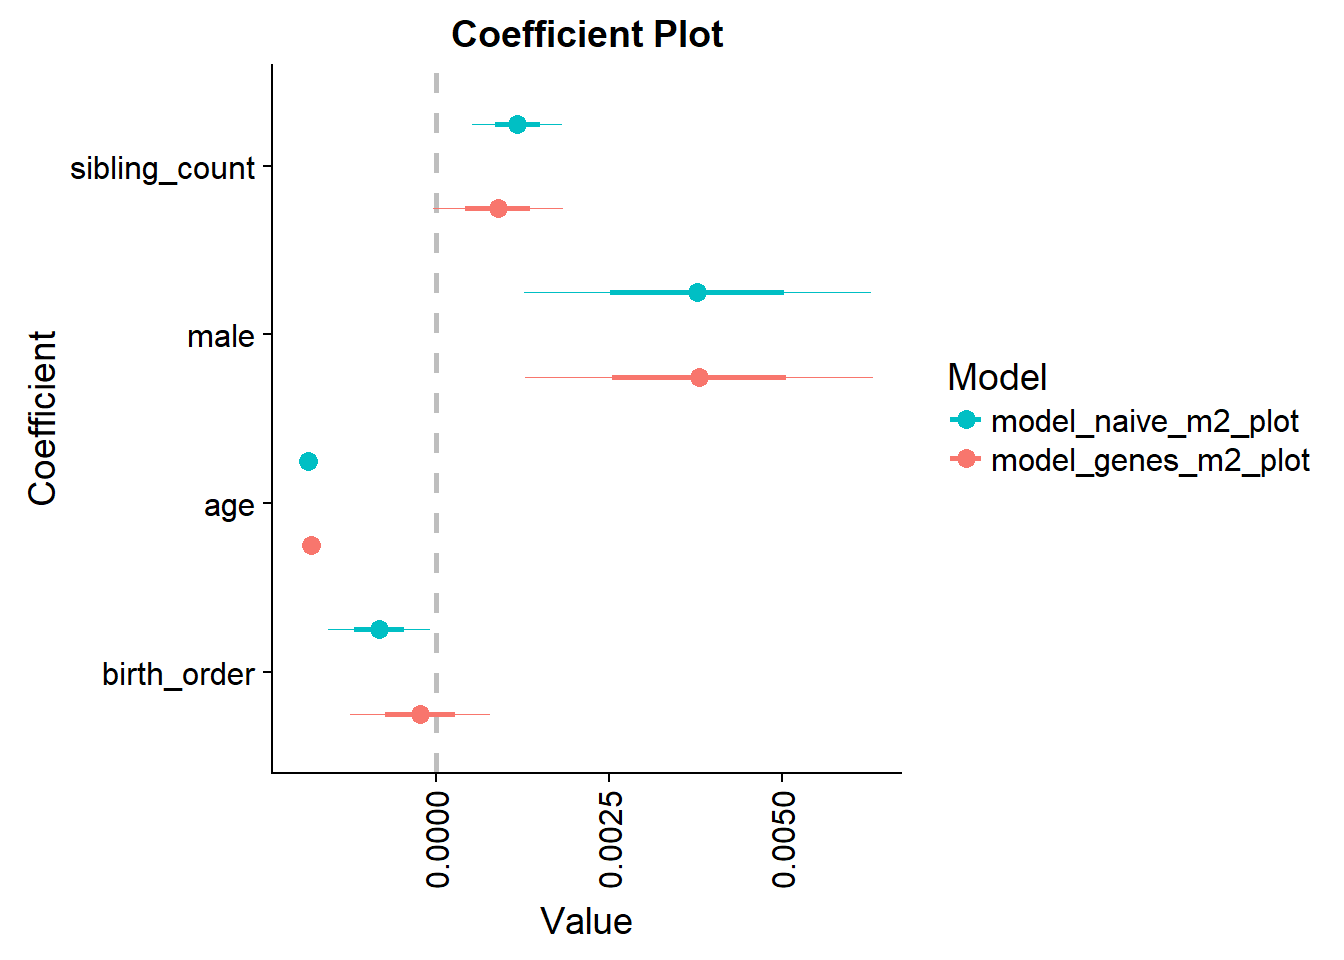 Coefficient Plot
Coefficient
sibling_count
male
age
birth_order
0.0000
0.0025
0.0050
Value
Model
model_naive_m2_plot
model_genes_m2_plot